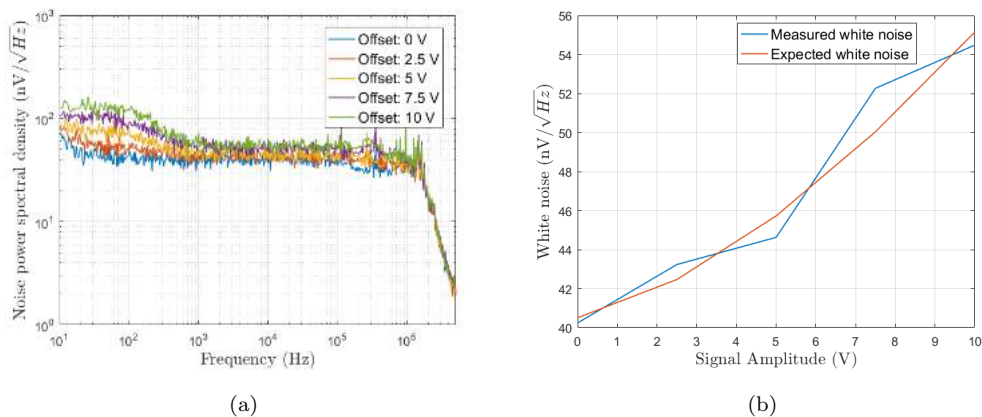 Noise power spectral density (nV/√Hz)
10³
10²
10¹
10⁰
Offset: 0 V
Offset: 2.5 V
Offset: 5 V
Offset: 7.5 V
Offset: 10 V
10¹ 10² 10³ 10⁴ 10⁵ 10⁶
Frequency (Hz)
(a)
White noise (nV/√Hz)
56
54
52
50
48
46
44
42
40
Measured white noise
Expected white noise
0 1 2 3 4 5 6 7 8 9 10
Signal Amplitude (V)
(b)